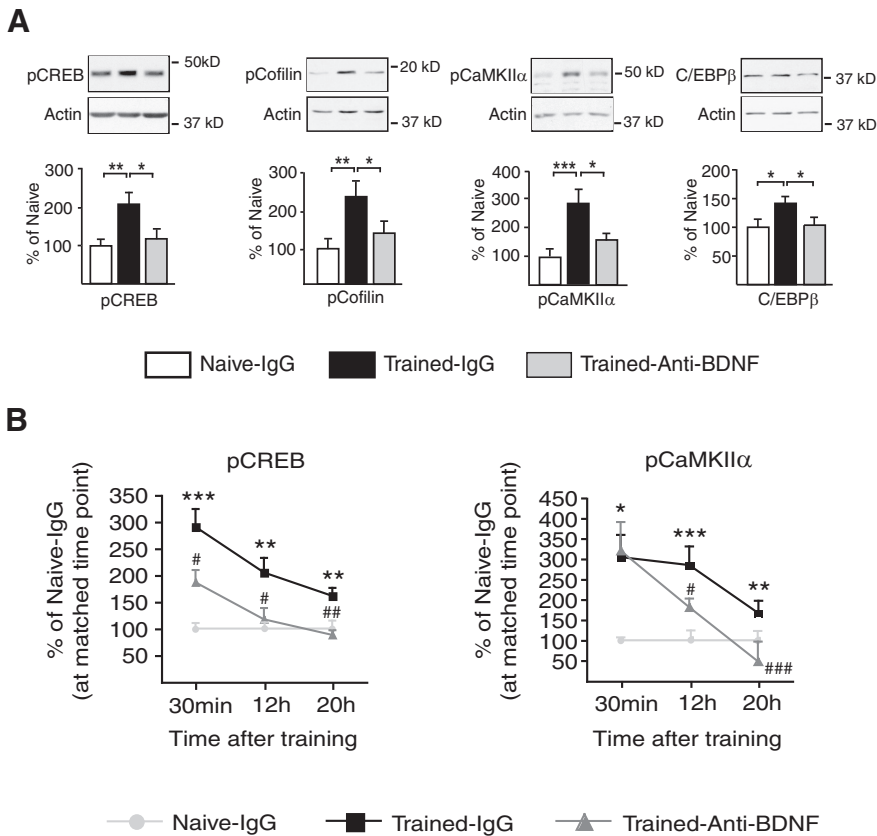 A
pCREB
50kD
Actin
37 kD
pCofilin
20 kD
Actin
37 kD
pCaMKIIα
50 kD
Actin
37 kD
C/EBPβ
37 kD
Actin
37 kD
% of Naive
300
200
100
** *
pCREB
% of Naive
300
200
100
** *
pCofilin
% of Naive
400
300
200
100
*** *
pCaMKIIα
% of Naive
200
150
100
50
* *
C/EBPβ
Naive-IgG
Trained-IgG
Trained-Anti-BDNF
B
pCREB
% of Naive-IgG
(at matched time point)
350
300
250
200
150
100
50
***
**
**
#
#
##
30min 12h 20h
Time after training
pCaMKIIα
% of Naive-IgG
(at matched time point)
450
400
350
300
250
200
150
100
50
*
***
**
#
###
30min 12h 20h
Time after training
Naive-IgG
Trained-IgG
Trained-Anti-BDNF